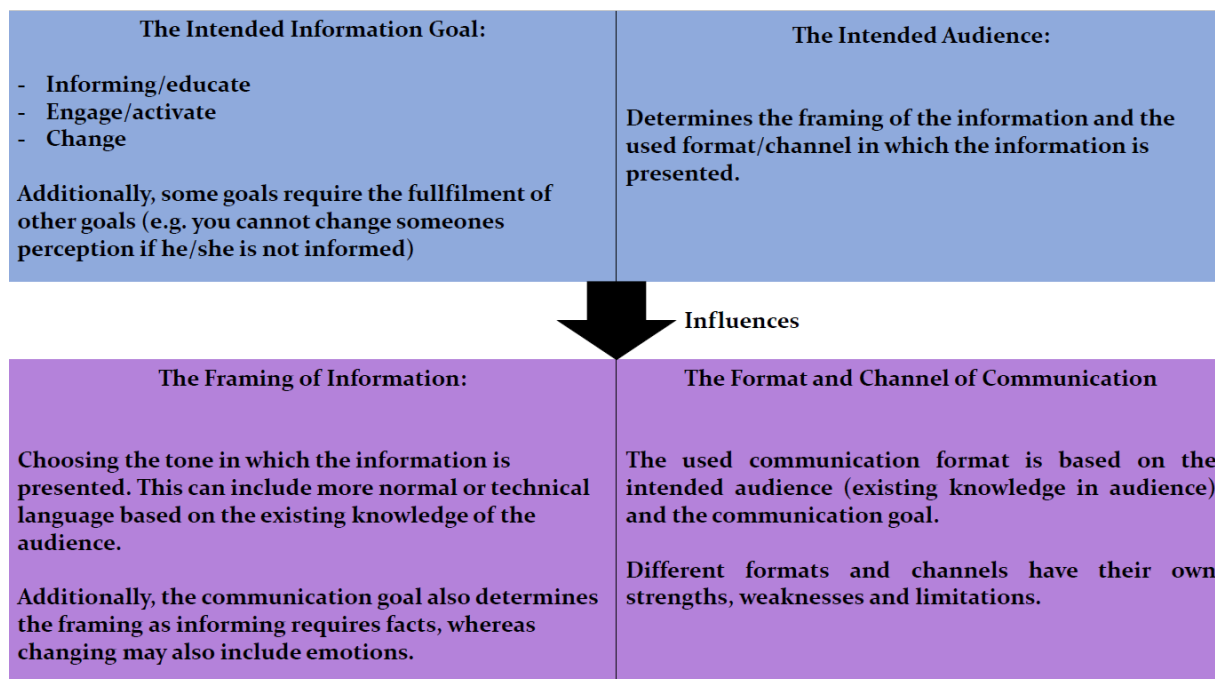 The Intended Information Goal:
- Informing/educate
- Engage/activate
- Change
Additionally, some goals require the fullfilment of
other goals (e.g. you cannot change someones
perception if he/she is not informed)
The Intended Audience:
Determines the framing of the information and the
used format/channel in which the information is
presented.
Influences
The Framing of Information:
Choosing the tone in which the information is
presented. This can include more normal or technical
language based on the existing knowledge of the
audience.
Additionally, the communication goal also determines
the framing as informing requires facts, whereas
changing may also include emotions.
The Format and Channel of Communication
The used communication format is based on the
intended audience (existing knowledge in audience)
and the communication goal.
Different formats and channels have their own
strengths, weaknesses and limitations.